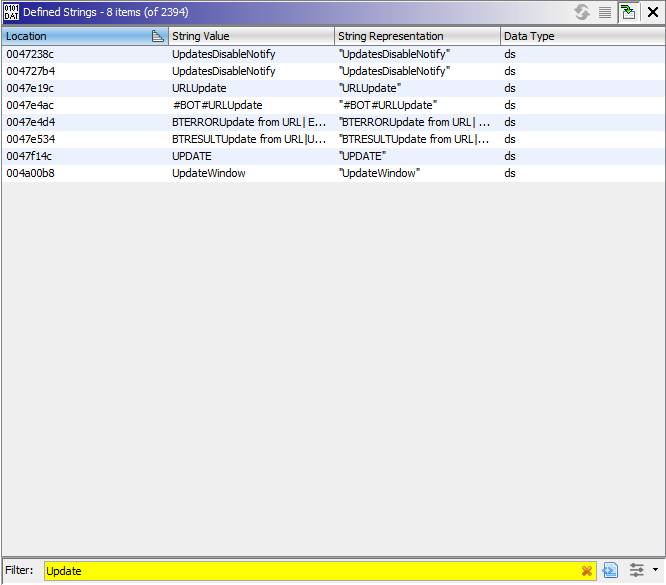 0101 DAT Defined Strings - 8 items (of 2394)
Location String Value String Representation Data Type
0047238c UpdatesDisableNotify "UpdatesDisableNotify" ds
004727b4 UpdatesDisableNotify "UpdatesDisableNotify" ds
0047e19c URLUpdate "URLUpdate" ds
0047e4ac #BOT#URLUpdate "#BOT#URLUpdate" ds
0047e4d4 BTERRORUpdate from URL| E... "BTERRORUpdate from URL| ... ds
0047e534 BTRESULTUpdate from URL|U... "BTRESULTUpdate from URL|... ds
0047f14c UPDATE "UPDATE" ds
004a00b8 UpdateWindow "UpdateWindow" ds
Filter: Update